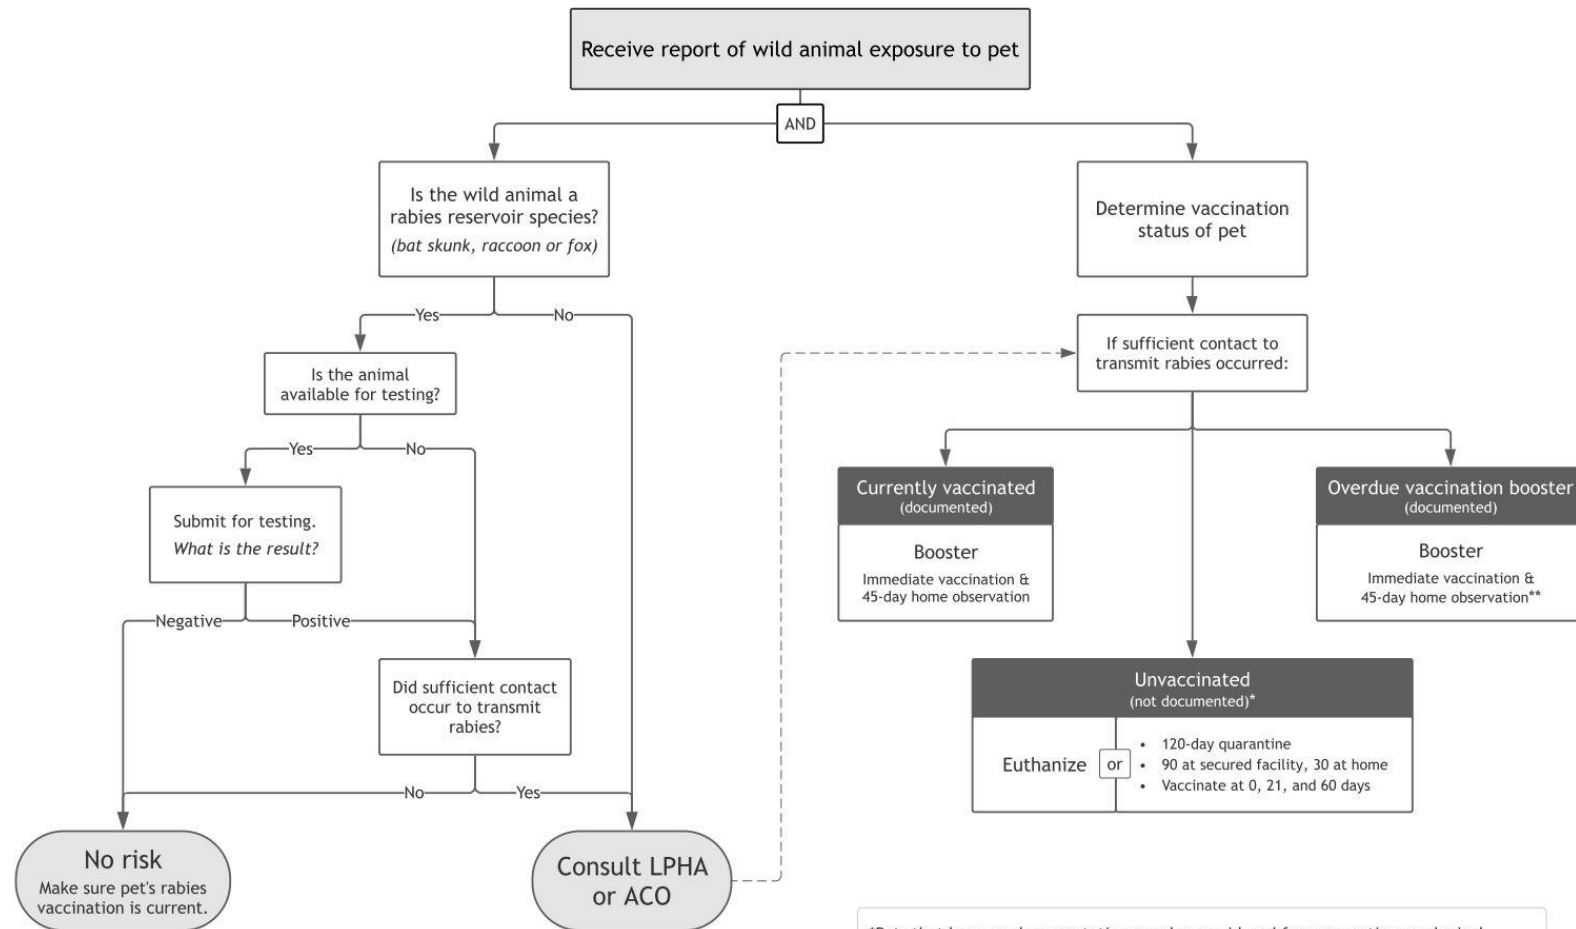 Receive report of wild animal exposure to pet
AND
Is the wild animal a
rabies reservoir species?
(bat skunk, raccoon or fox)
Yes
No
Is the animal
available for testing?
Yes
No
Submit for testing.
What is the result?
Negative
Positive
Did sufficient contact
occur to transmit
rabies?
No
Yes
No risk
Make sure pet's rabies
vaccination is current.
Consult LPHA
or ACO
Determine vaccination
status of pet
If sufficient contact to
transmit rabies occurred:
Currently vaccinated
(documented)
Booster
Immediate vaccination &
45-day home observation
Overdue vaccination booster
(documented)
Booster
Immediate vaccination &
45-day home observation**
Unvaccinated
(not documented)*
Euthanize
or
• 120-day quarantine
• 90 at secured facility, 30 at home
• Vaccinate at 0, 21, and 60 days